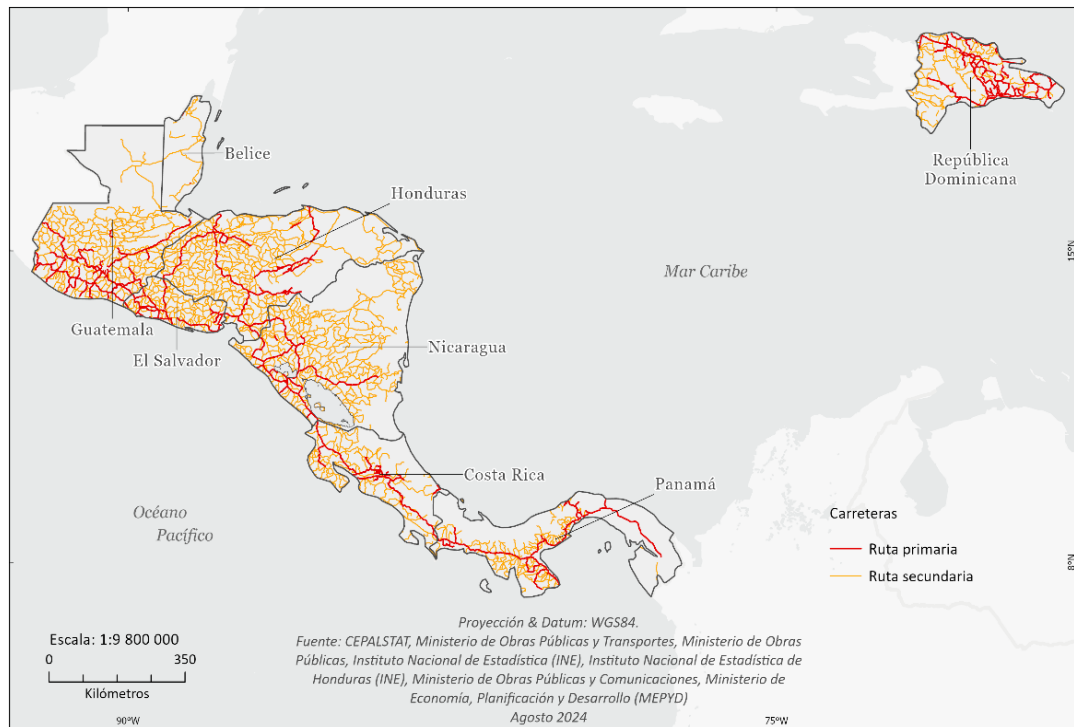 Belice
Honduras
República
Dominicana
15°N
Mar Caribe
Guatemala
El Salvador
Nicaragua
Costa Rica
Panamá
Océano
Pacífico
Carreteras
Ruta primaria
Ruta secundaria
8°N
Proyección & Datum: WGS84.
Escala: 1:9 800 000
0 350
Kilómetros
Fuente: CEPALSTAT, Ministerio de Obras Públicas y Transportes, Ministerio de Obras
Públicas, Instituto Nacional de Estadística (INE), Instituto Nacional de Estadística de
Honduras (INE), Ministerio de Obras Públicas y Comunicaciones, Ministerio de
Economía, Planificación y Desarrollo (MEPYD)
Agosto 2024
90°W
75°W